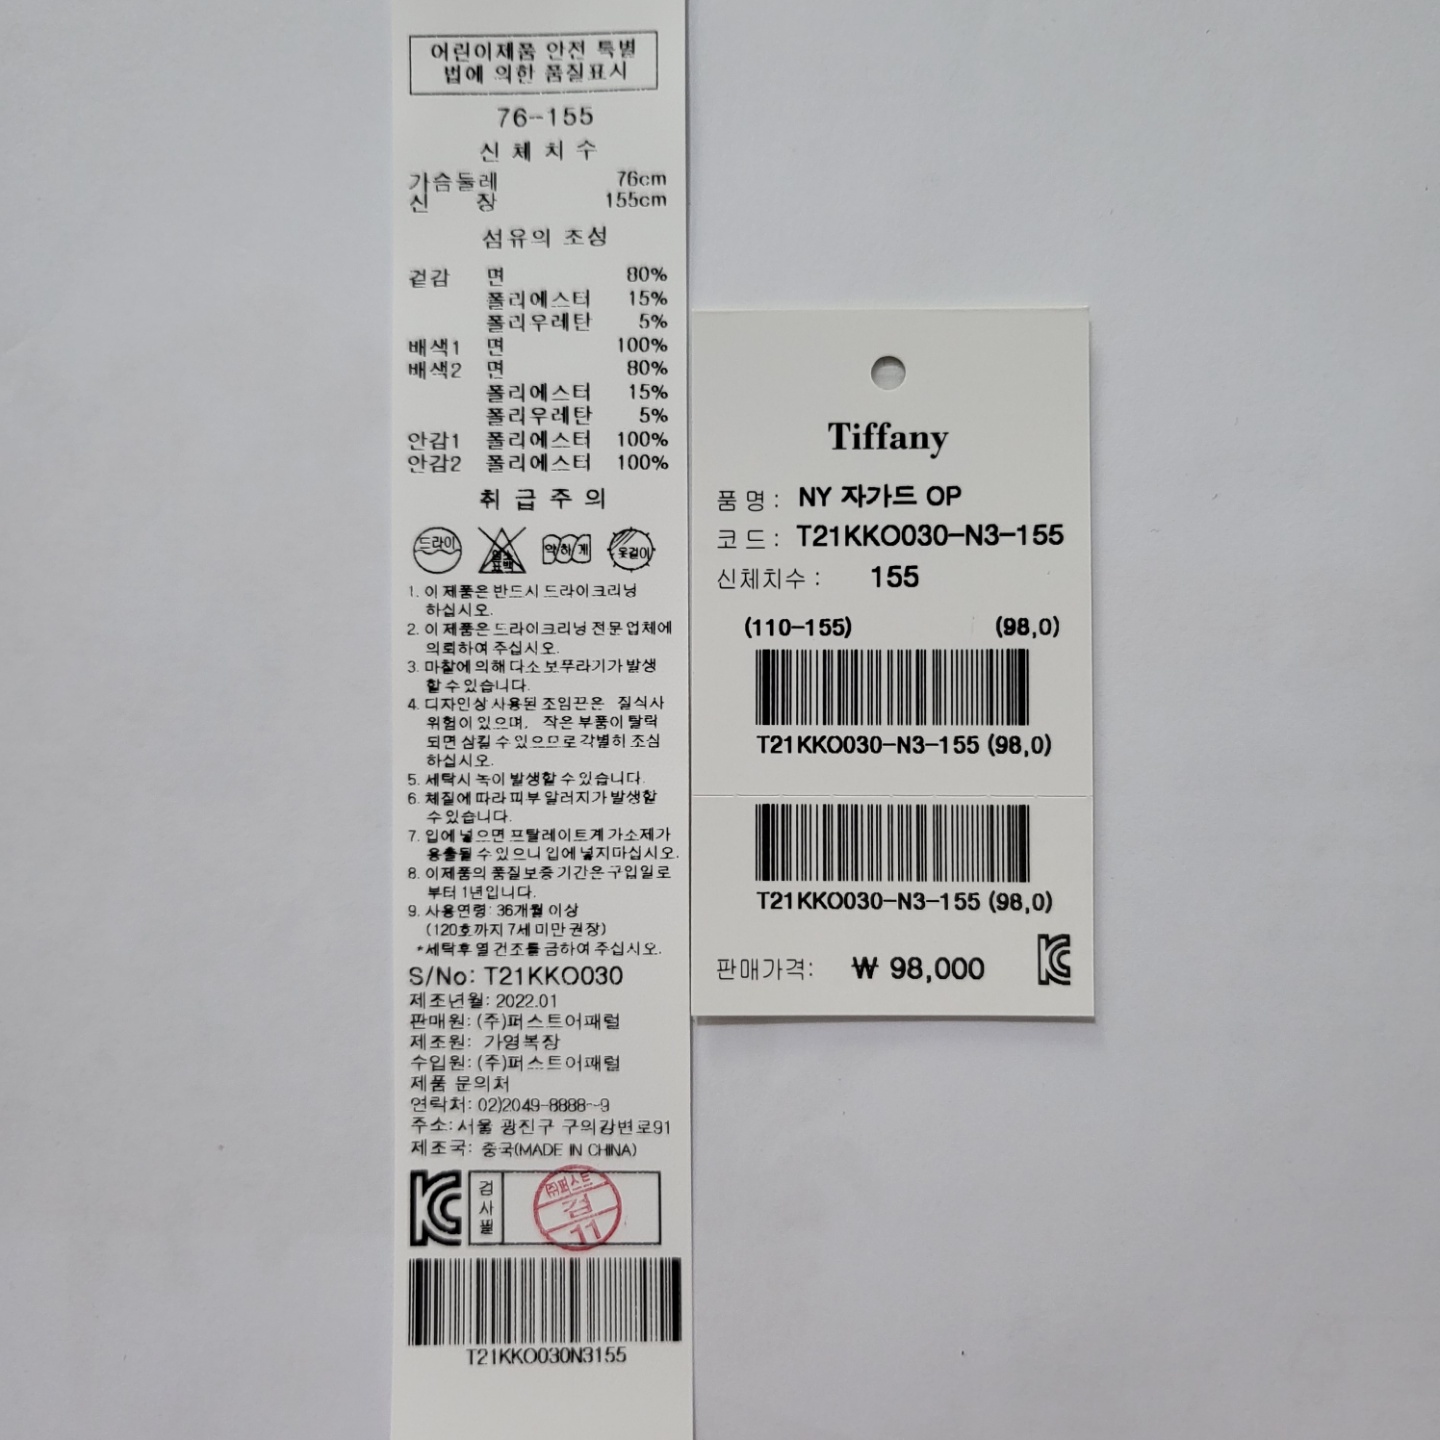 어린이제품 안전 특별
법에 의한 품질표시
76-155
신 체 치 수
가슴둘레 76cm
신 장 155cm
섬유의 조성
겉감 면 80%
폴리에스터 15%
폴리우레탄 5%
배색1 면 100%
배색2 면 80%
폴리에스터 15%
폴리우레탄 5%
안감1 폴리에스터 100%
안감2 폴리에스터 100%
취 급 주 의
드라이 염소표백 약하게 옷걸이
1. 이 제품은 반드시 드라이크리닝
하십시오.
2. 이 제품은 드라이크리닝 전문 업체에
의뢰하여 주십시오.
3. 마찰에 의해 다소 보푸라기가 발생
할 수 있습니다.
4. 디자인상 사용된 조임끈은 질식사
위험이 있으며, 작은 부품이 탈락
되면 삼킬 수 있으므로 각별히 조심
하십시오.
5. 세탁시 녹이 발생할 수 있습니다.
6. 체질에 따라 피부 알러지가 발생할
수 있습니다.
7. 입에 넣으면 프탈레이트계 가소제가
용출될 수 있으니 입에 넣지마십시오.
8. 이제품의 품질보증 기간은 구입일로
부터 1년입니다.
9. 사용연령: 36개월 이상
(120호까지 7세 미만 권장)
*세탁후 열 건조를 금하여 주십시오.
S/No: T21KKO030
제조년월: 2022.01
판매원: (주)퍼스트어패럴
제조원: 가영복장
수입원: (주)퍼스트어패럴
제품 문의처
연락처: 02)2049-8888~9
주소: 서울 광진구 구의강변로91
제조국: 중국(MADE IN CHINA)
KC 검사필 ㈜퍼스트 검 11
T21KKO030N3155
Tiffany
품 명 : NY 자가드 OP
코 드 : T21KKO030-N3-155
신체치수 : 155
(110-155) (98,0)
T21KKO030-N3-155 (98,0)
T21KKO030-N3-155 (98,0)
판매가격: ₩ 98,000 KC